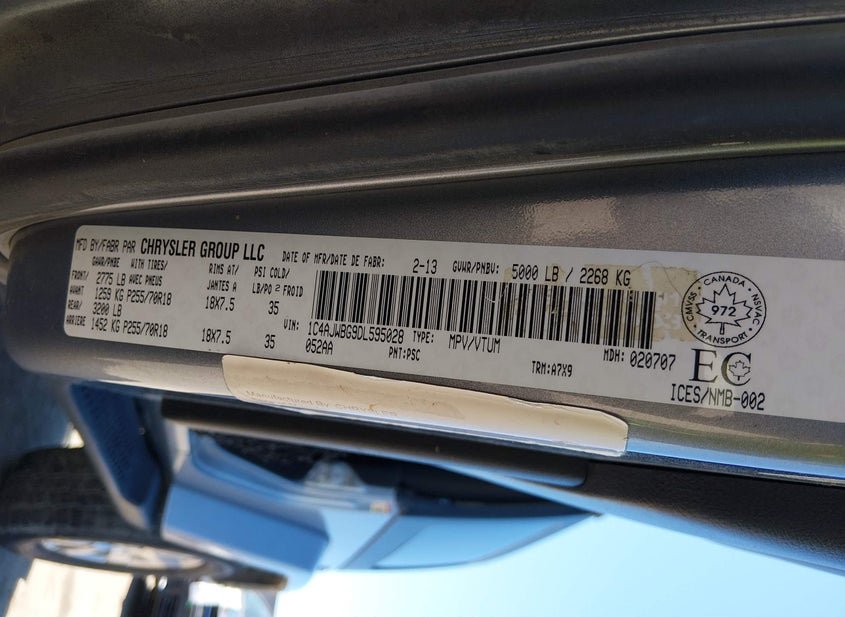 MFD BY/FABR PAR CHRYSLER GROUP LLC DATE OF MFR/DATE DE FABR: 2-13 GVWR/PNBV: 5000 LB / 2268 KG
GAWR/PNBE WITH TIRES/ RIMS AT/ PSI COLD/
FRONT/ 2775 LB AVEC PNEUS JANTES A LB/PO 2 FROID
AVANT 1259 KG P255/70R18 18X7.5 35
REAR/ 3200 LB
ARRIERE 1452 KG P255/70R18 18X7.5 35
VIN: 1C4AJWBG9DL595028 TYPE: MPV/VTUM MDH: 020707
052AA PNT:PSC TRM:A7X9
CMVSS CANADA NSVAC
972
TRANSPORT
EC
ICES/NMB-002
Manufactured By CHRYSLER